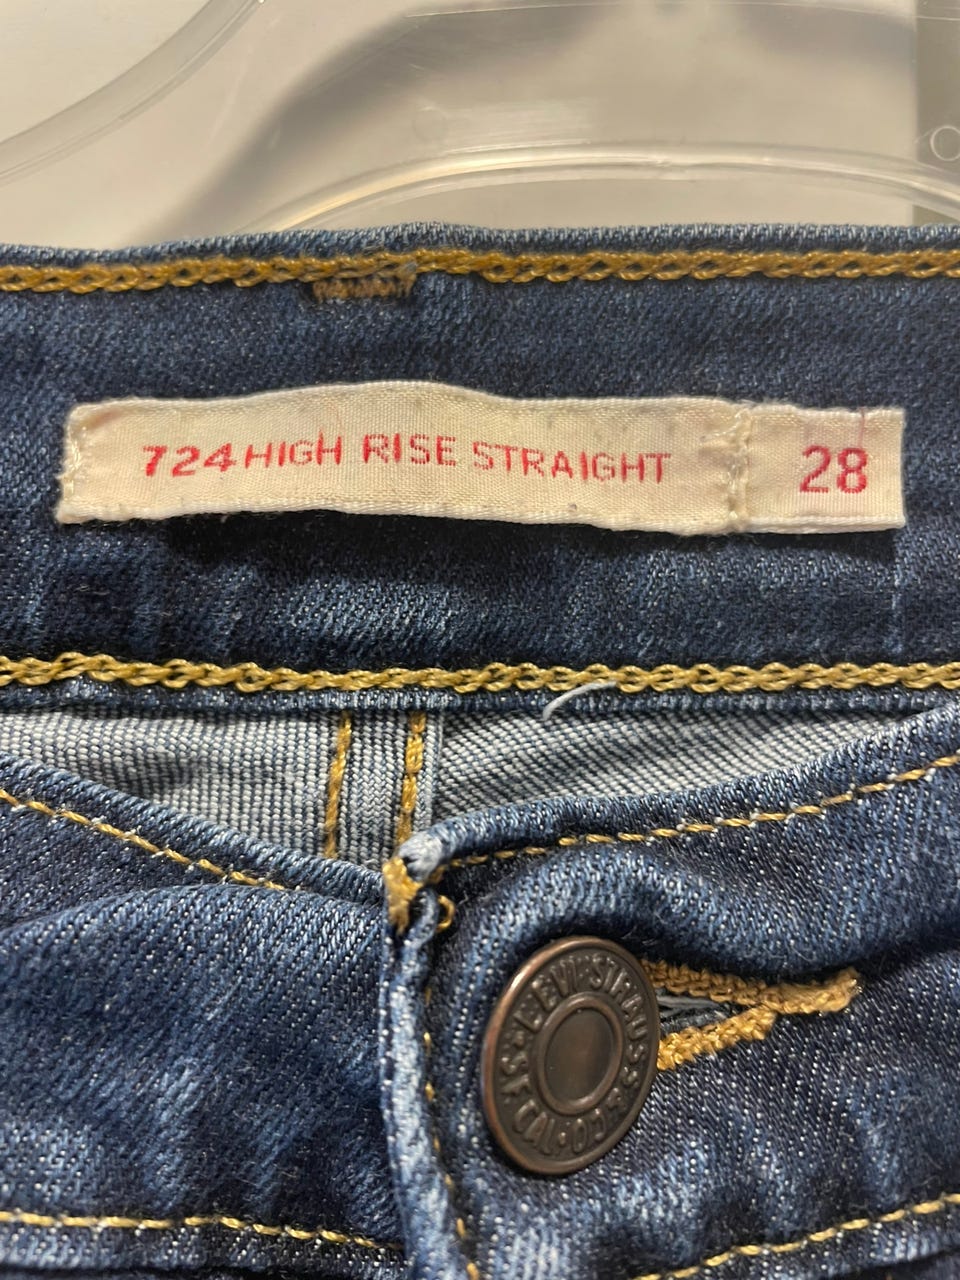 724 HIGH RISE STRAIGHT 28
LEVI STRAUSS & CO. S.F. CAL.